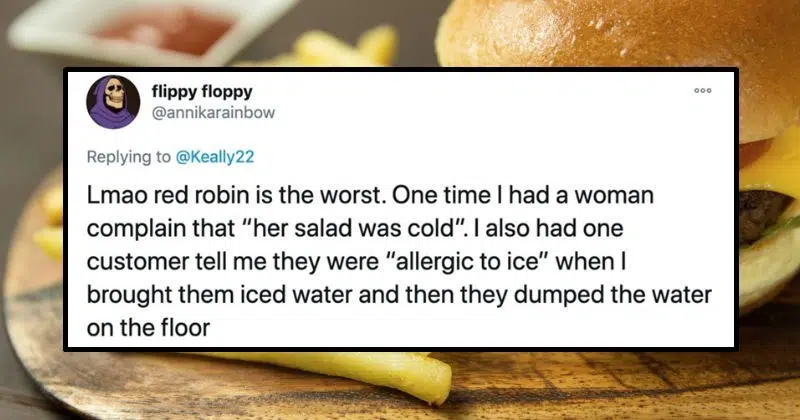 flippy floppy
@annikarainbow
Replying to @Keally22
Lmao red robin is the worst. One time I had a woman
complain that “her salad was cold”. I also had one
customer tell me they were “allergic to ice” when I
brought them iced water and then they dumped the water
on the floor